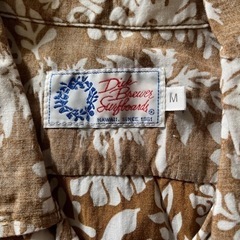 Dick
Brewer
Surfboards
HAWAII. SINCE 1961
M